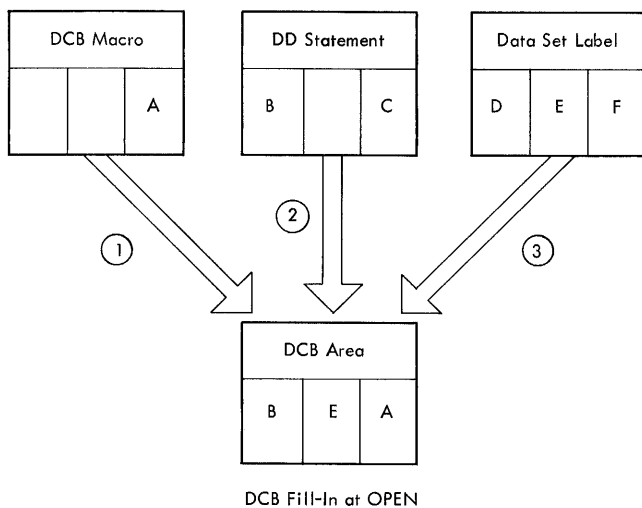 DCB Macro
DD Statement
Data Set Label
A
B
C
D
E
F
1
2
3
DCB Area
B
E
A
DCB Fill-In at OPEN